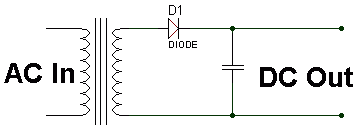 D1
DIODE
AC In
DC Out